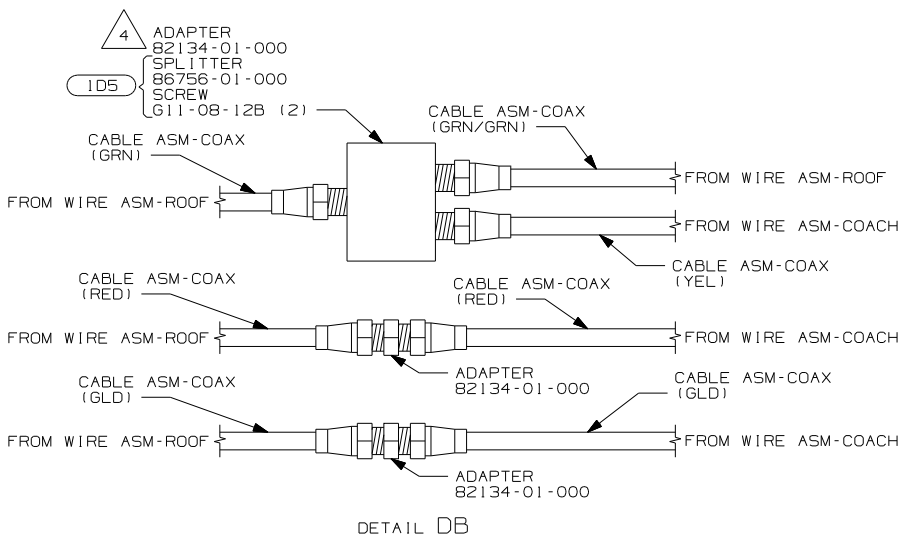 4
ADAPTER
82134-01-000
1D5
SPLITTER
86756-01-000
SCREW
G11-08-12B (2)
CABLE ASM-COAX
(GRN)
CABLE ASM-COAX
(GRN/GRN)
FROM WIRE ASM-ROOF
FROM WIRE ASM-ROOF
FROM WIRE ASM-COACH
CABLE ASM-COAX
(YEL)
CABLE ASM-COAX
(RED)
CABLE ASM-COAX
(RED)
FROM WIRE ASM-ROOF
FROM WIRE ASM-COACH
ADAPTER
82134-01-000
CABLE ASM-COAX
(GLD)
CABLE ASM-COAX
(GLD)
FROM WIRE ASM-ROOF
FROM WIRE ASM-COACH
ADAPTER
82134-01-000
DETAIL DB